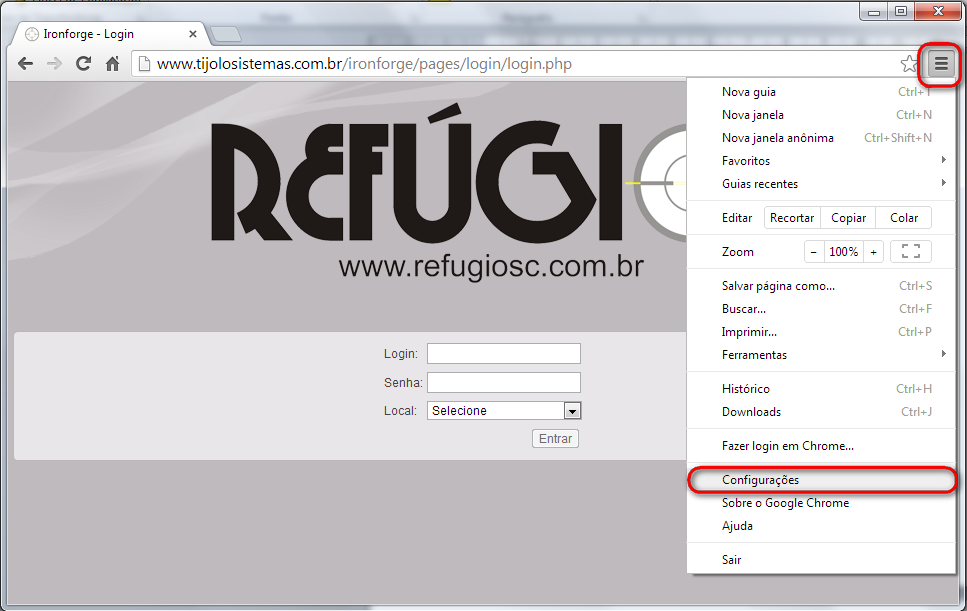 Ironforge - Login
www.tijolosistemas.com.br/ironforge/pages/login/login.php
REFÚGI
www.refugiosc.com.br
Login:
Senha:
Local: Selecione
Entrar
Nova guia Ctrl+T
Nova janela Ctrl+N
Nova janela anônima Ctrl+Shift+N
Favoritos
Guias recentes
Editar Recortar Copiar Colar
Zoom − 100% +
Salvar página como... Ctrl+S
Buscar... Ctrl+F
Imprimir... Ctrl+P
Ferramentas
Histórico Ctrl+H
Downloads Ctrl+J
Fazer login em Chrome...
Configurações
Sobre o Google Chrome
Ajuda
Sair